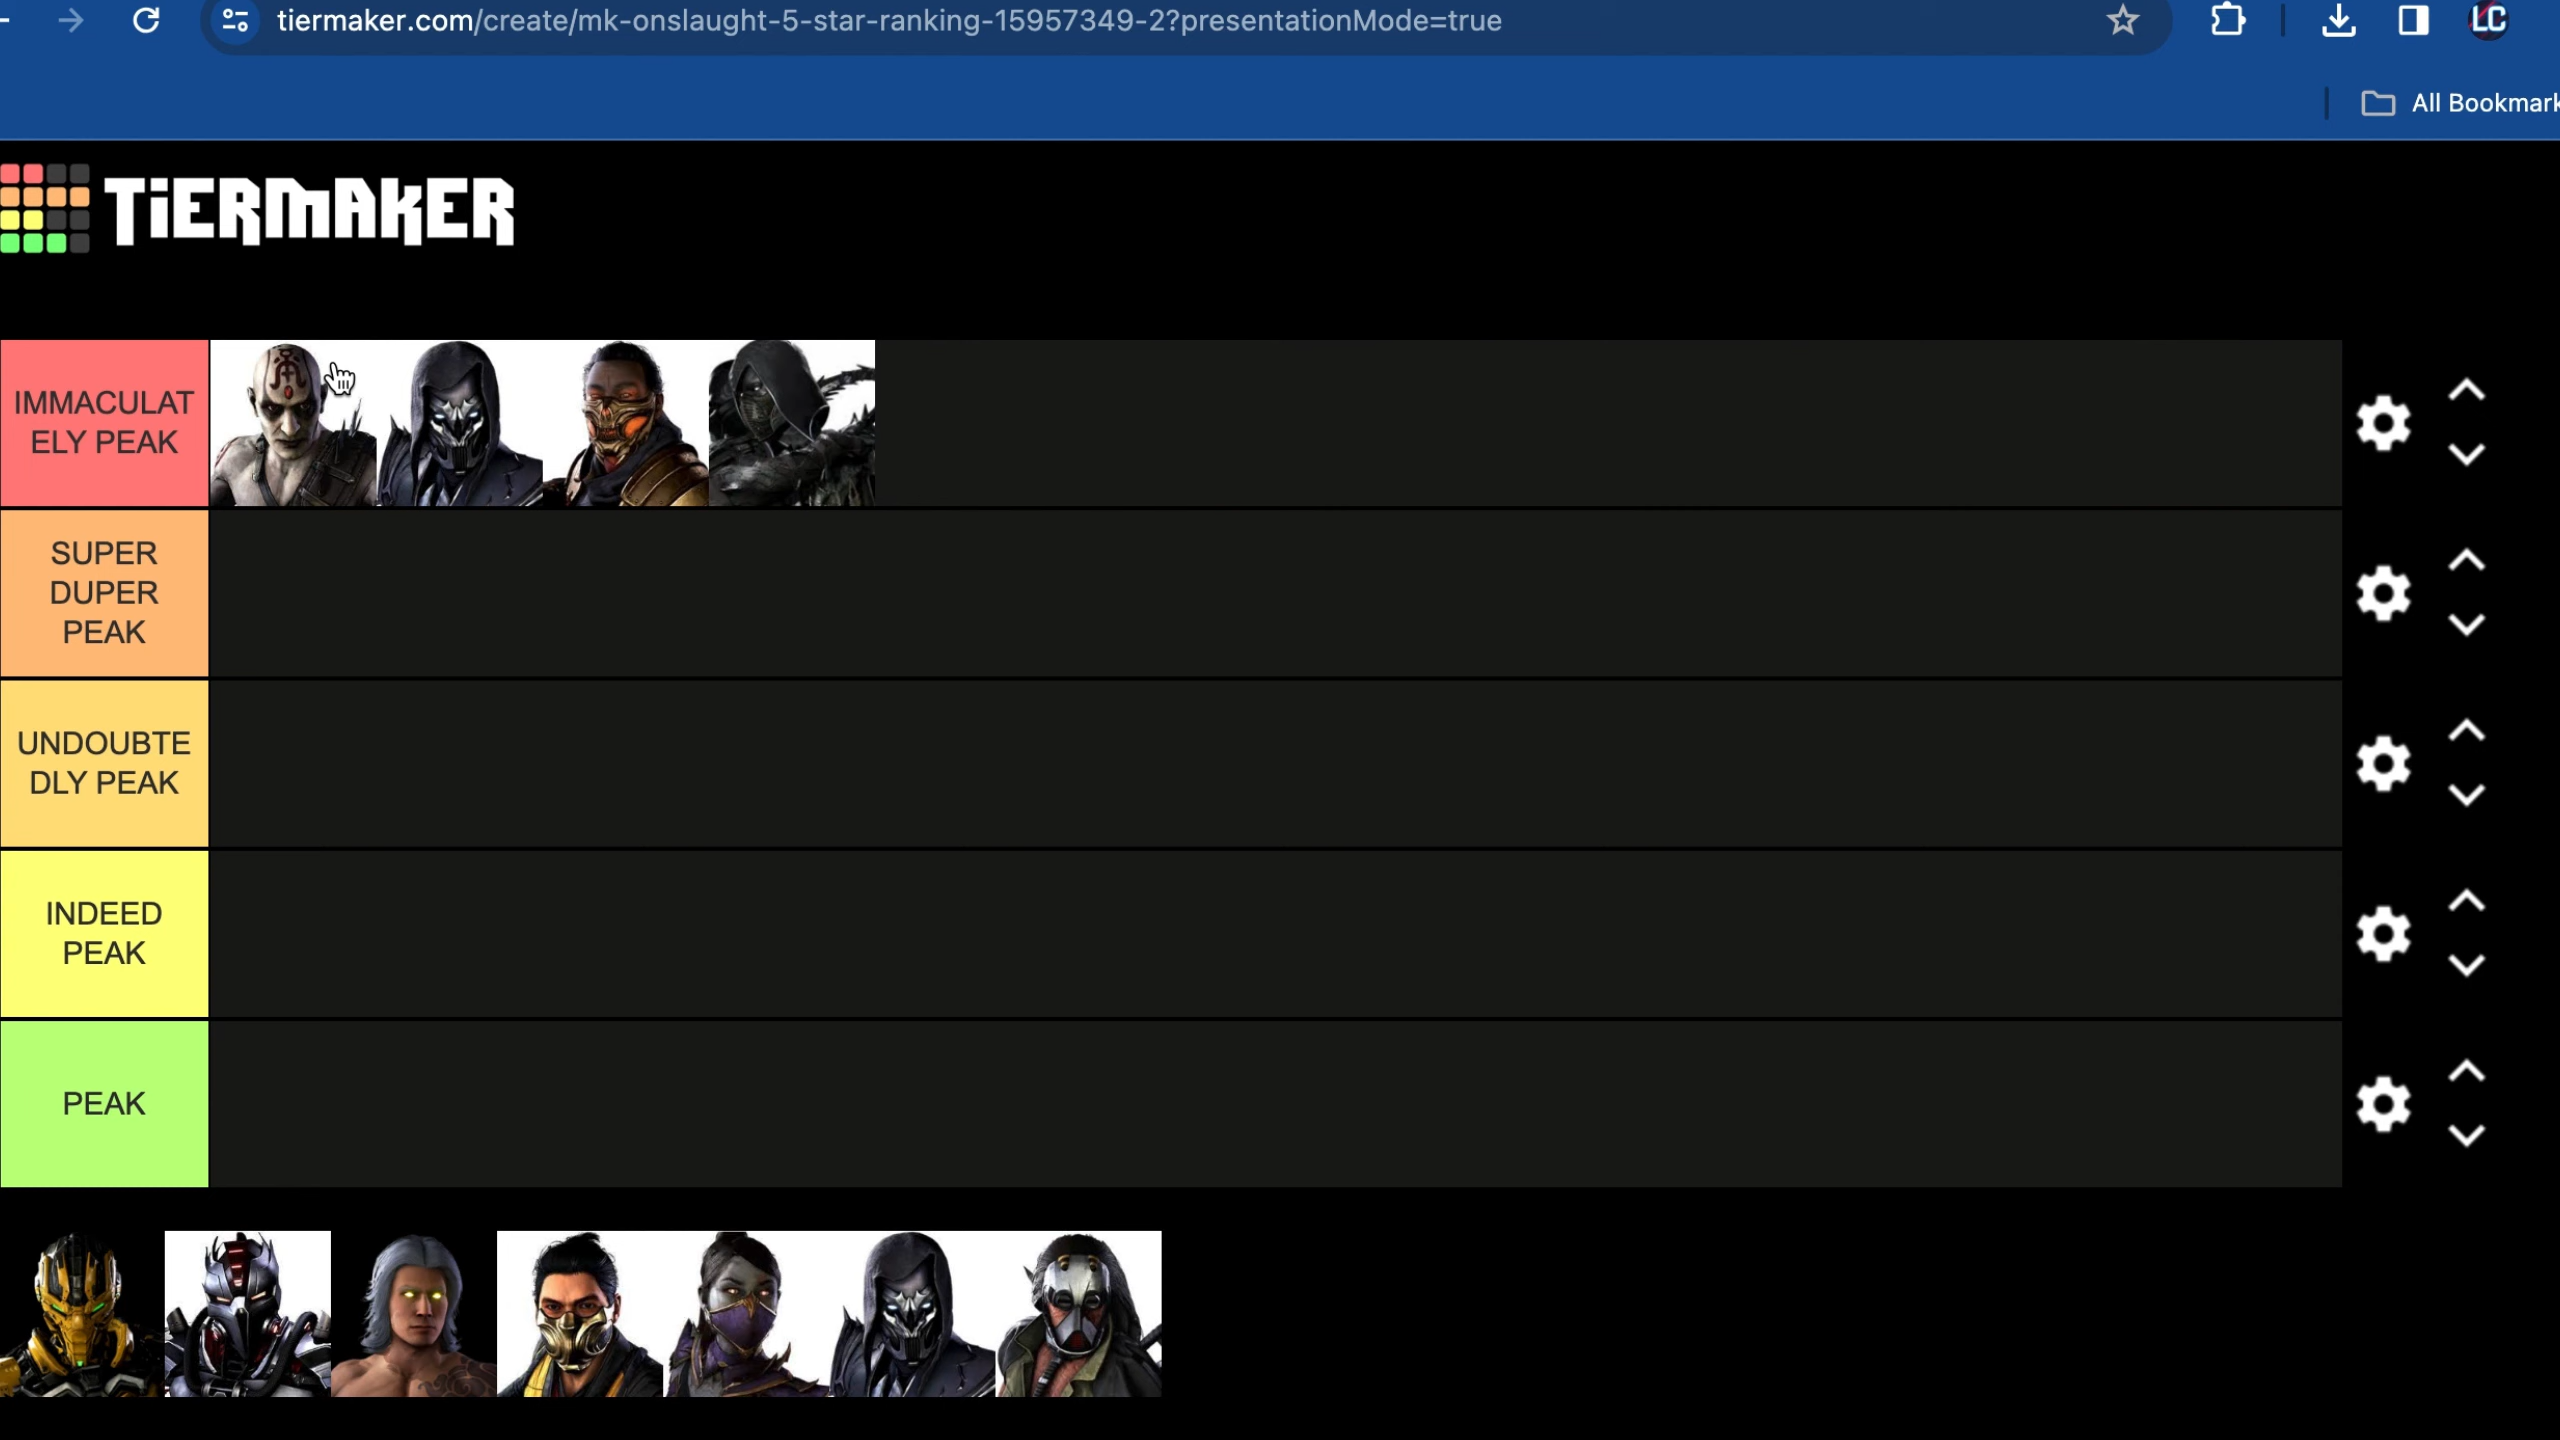 tiermaker.com/create/mk-onslaught-5-star-ranking-15957349-2?presentationMode=true
LC
All Bookmark
TiERMAKER
IMMACULAT
ELY PEAK
SUPER
DUPER
PEAK
UNDOUBTE
DLY PEAK
INDEED
PEAK
PEAK